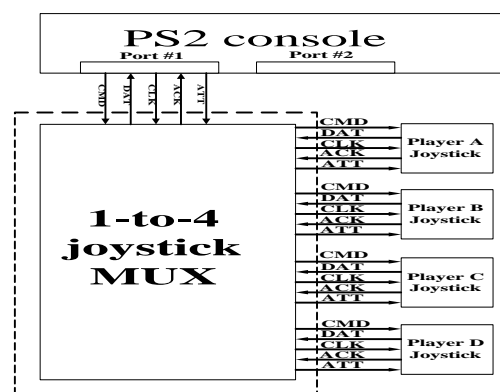 PS2 console
Port #1
Port #2
CMD
DAT
CLK
ACK
ATT
1-to-4
joystick
MUX
CMD
DAT
CLK
ACK
ATT
Player A
Joystick
CMD
DAT
CLK
ACK
ATT
Player B
Joystick
CMD
DAT
CLK
ACK
ATT
Player C
Joystick
CMD
DAT
CLK
ACK
ATT
Player D
Joystick